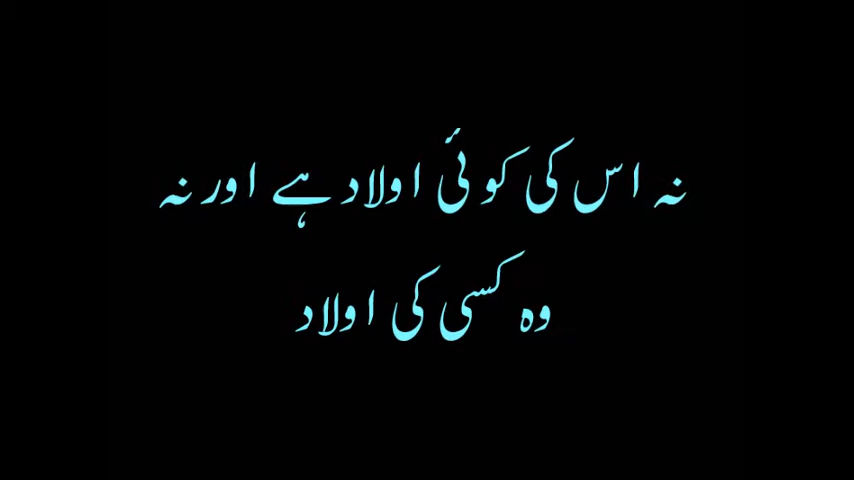 نہ اس کی کوئی اولاد ہے اور نہ
وہ کسی کی اولاد